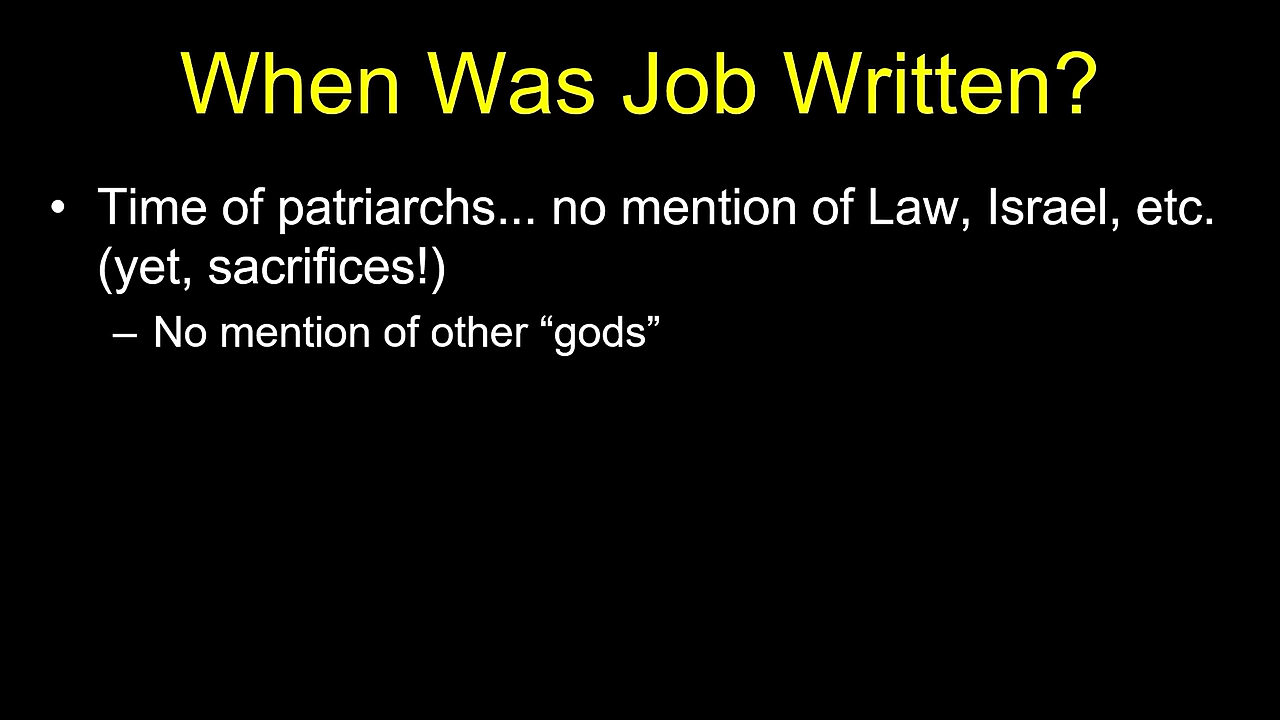 When Was Job Written?
• Time of patriarchs... no mention of Law, Israel, etc.
(yet, sacrifices!)
– No mention of other “gods”